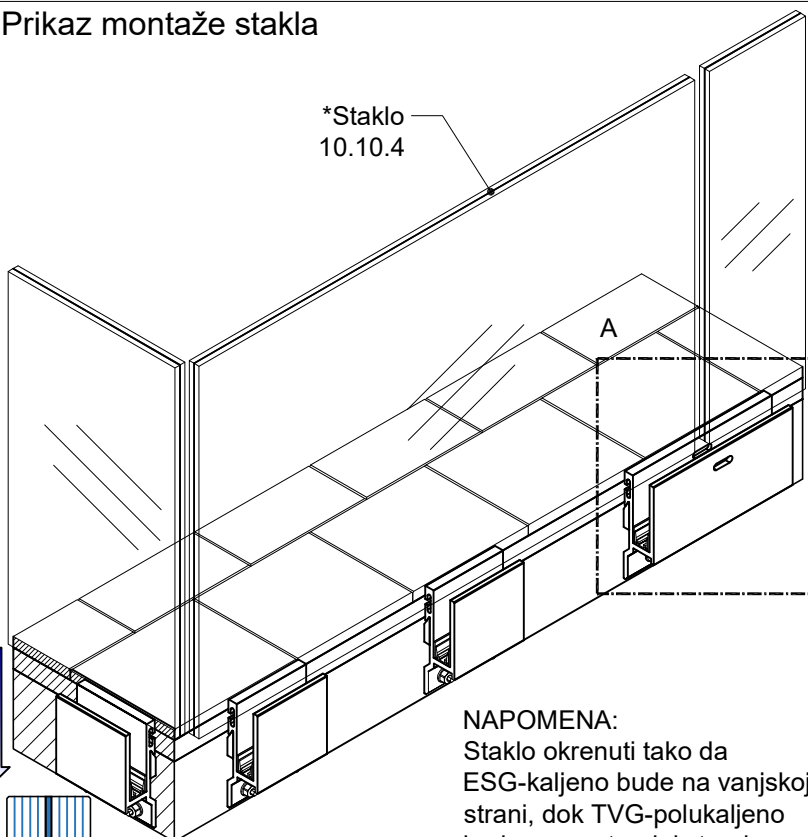 Prikaz montaže stakla
*Staklo
10.10.4
A
NAPOMENA:
Staklo okrenuti tako da
ESG-kaljeno bude na vanjskoj
strani, dok TVG-polukaljeno